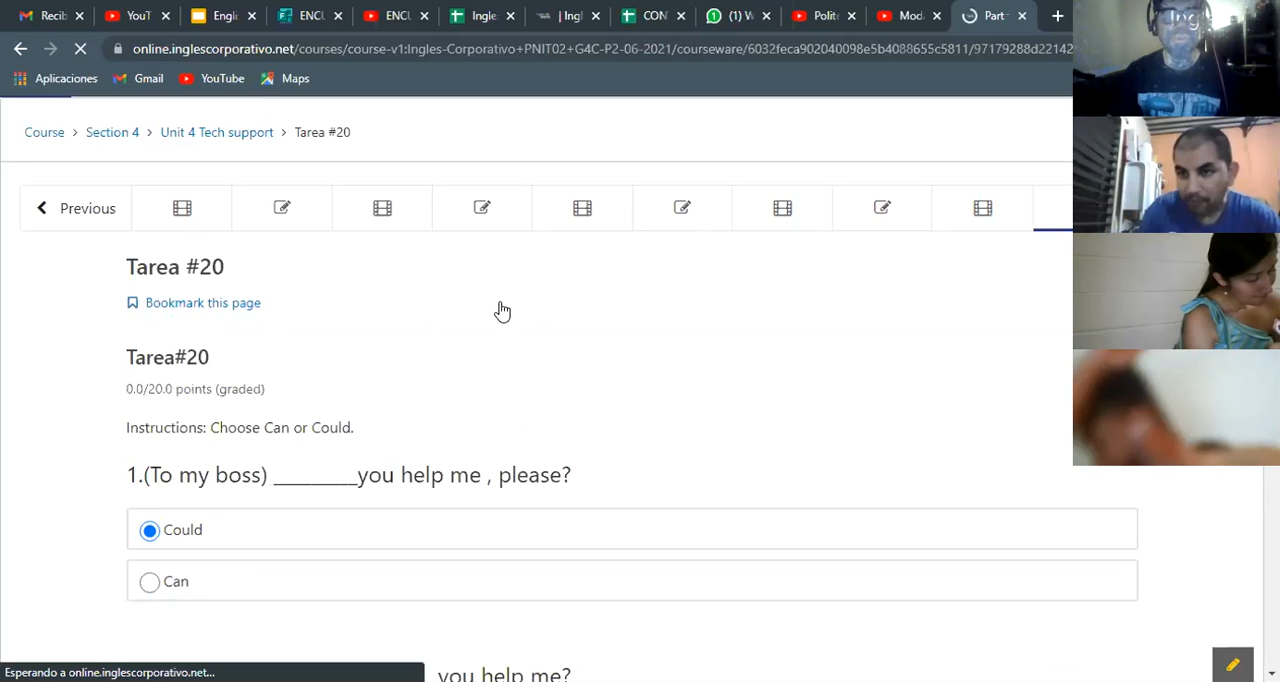 Recib
YouT
Engli
ENCU
ENCU
Ingle
| Ingl
CON
(1) W
Polit
Mod
Part
online.inglescorporativo.net/courses/course-v1:Ingles-Corporativo+PNIT02+G4C-P2-06-2021/courseware/6032feca902040098e5b4088655c5811/97179288d22142
Aplicaciones Gmail YouTube Maps
Course > Section 4 > Unit 4 Tech support > Tarea #20
Previous
Tarea #20
Bookmark this page
Tarea#20
0.0/20.0 points (graded)
Instructions: Choose Can or Could.
1.(To my boss) ________you help me , please?
Could
Can
you help me?
Esperando a online.inglescorporativo.net...